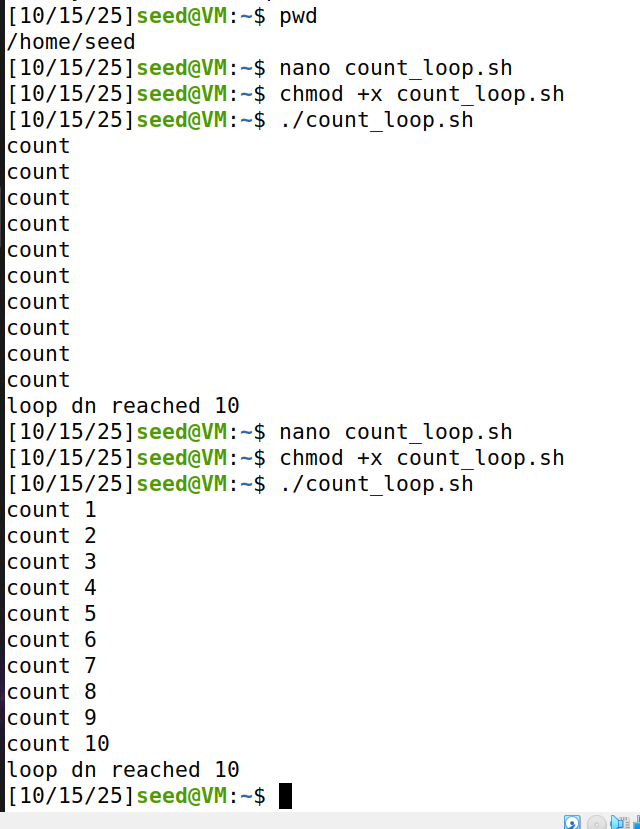 [10/15/25]seed@VM:~$ pwd
/home/seed
[10/15/25]seed@VM:~$ nano count_loop.sh
[10/15/25]seed@VM:~$ chmod +x count_loop.sh
[10/15/25]seed@VM:~$ ./count_loop.sh
count
count
count
count
count
count
count
count
count
count
loop dn reached 10
[10/15/25]seed@VM:~$ nano count_loop.sh
[10/15/25]seed@VM:~$ chmod +x count_loop.sh
[10/15/25]seed@VM:~$ ./count_loop.sh
count 1
count 2
count 3
count 4
count 5
count 6
count 7
count 8
count 9
count 10
loop dn reached 10
[10/15/25]seed@VM:~$